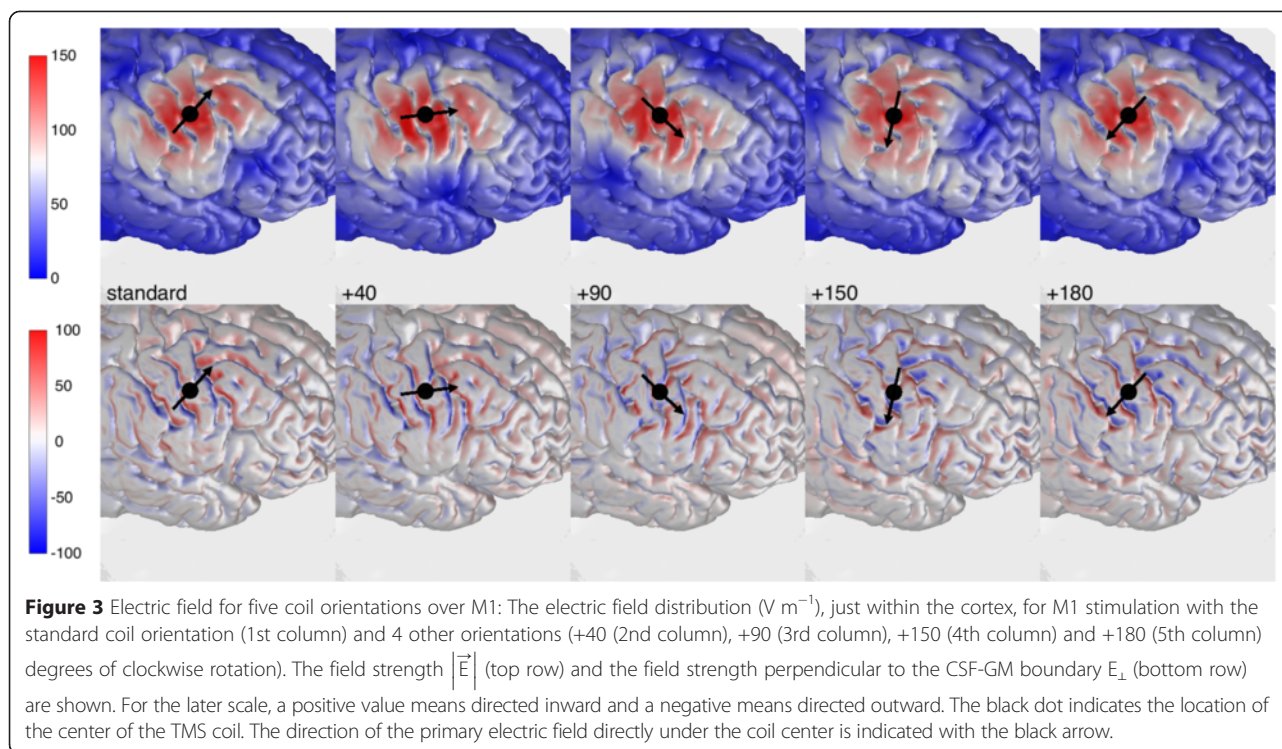 150
100
50
0
standard
+40
+90
+150
+180
100
50
0
-50
-100
Figure 3 Electric field for five coil orientations over M1: The electric field distribution (V m−1), just within the cortex, for M1 stimulation with the
standard coil orientation (1st column) and 4 other orientations (+40 (2nd column), +90 (3rd column), +150 (4th column) and +180 (5th column)
degrees of clockwise rotation). The field strength |E⃗| (top row) and the field strength perpendicular to the CSF-GM boundary E⊥ (bottom row)
are shown. For the later scale, a positive value means directed inward and a negative means directed outward. The black dot indicates the location of
the center of the TMS coil. The direction of the primary electric field directly under the coil center is indicated with the black arrow.